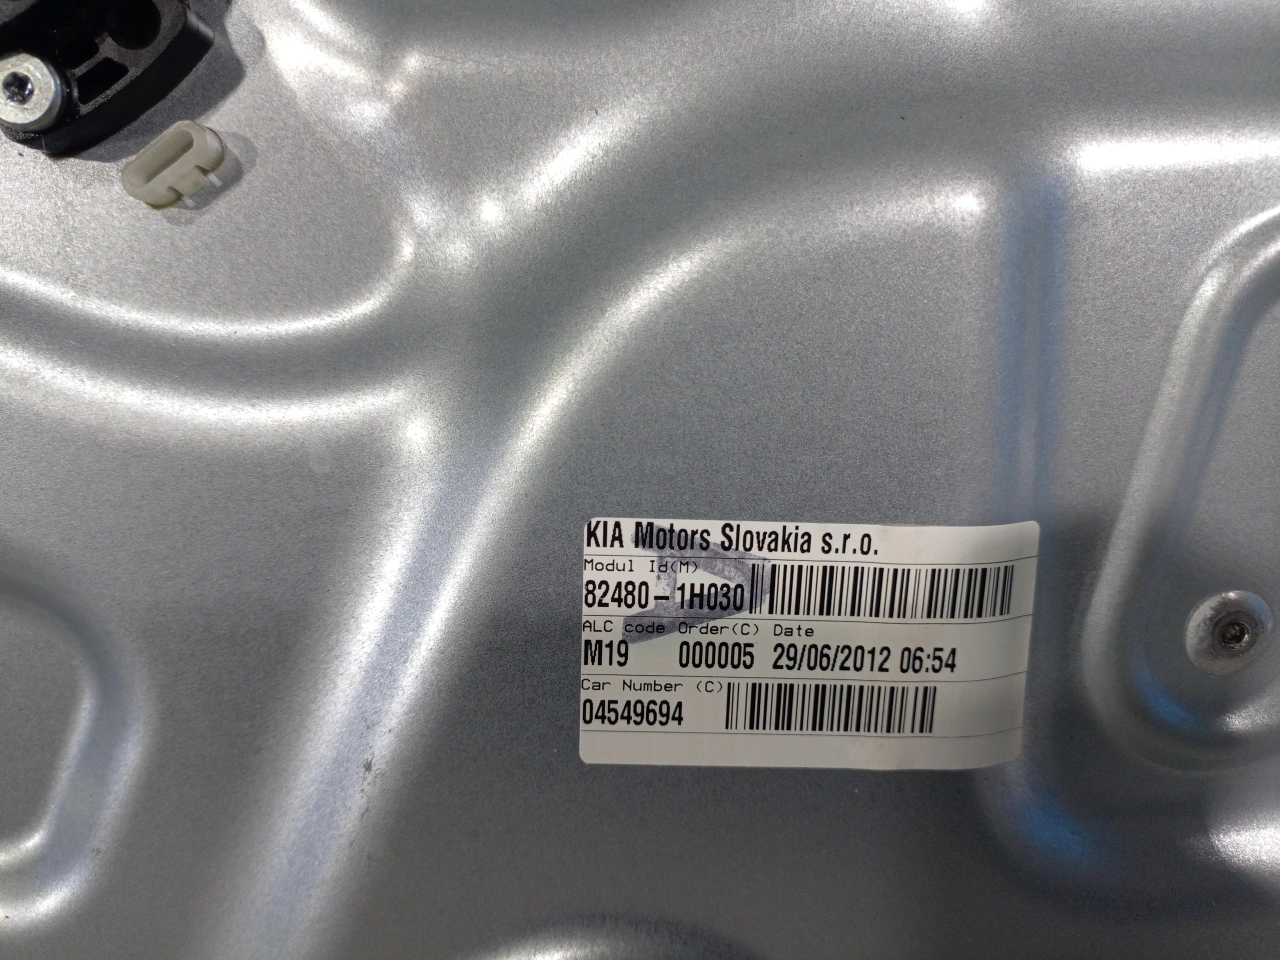 KIA Motors Slovakia s.r.o.
Modul Id(M)
82480-1H030
ALC code Order(C) Date
M19 000005 29/06/2012 06:54
Car Number (C)
04549694